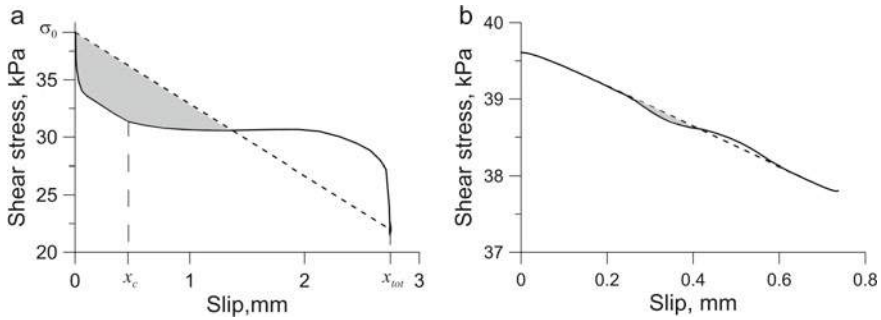 a
σ0
35
30
25
20
Shear stress, kPa
0
xc
1
2
xtot
3
Slip,mm
b
40
39
38
37
Shear stress, kPa
0
0.2
0.4
0.6
0.8
Slip, mm